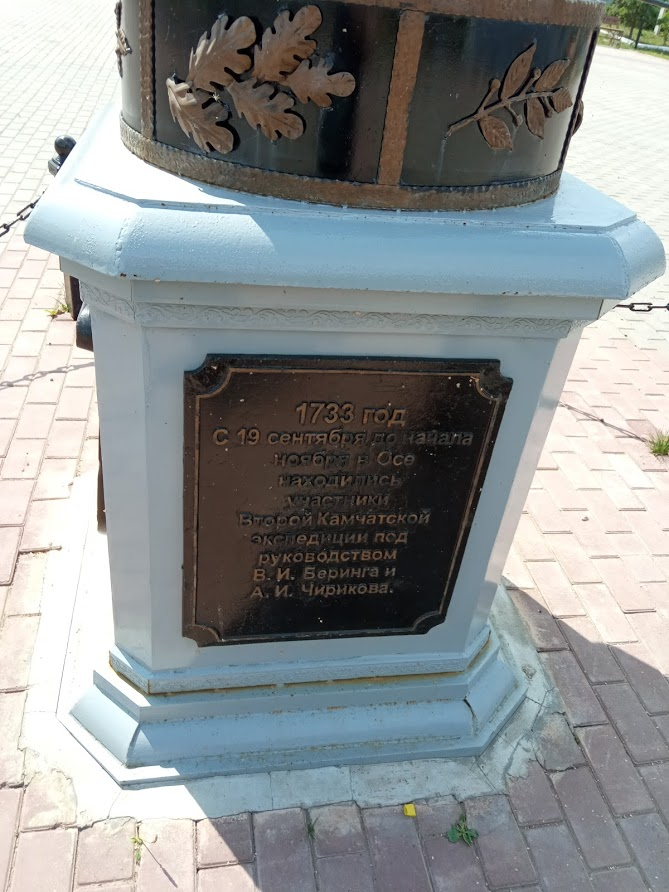 1733 год
С 19 сентября до начала
ноября в Осе
находились
участники
Второй Камчатской
экспедиции под
руководством
В. И. Беринга и
А. И. Чирикова.